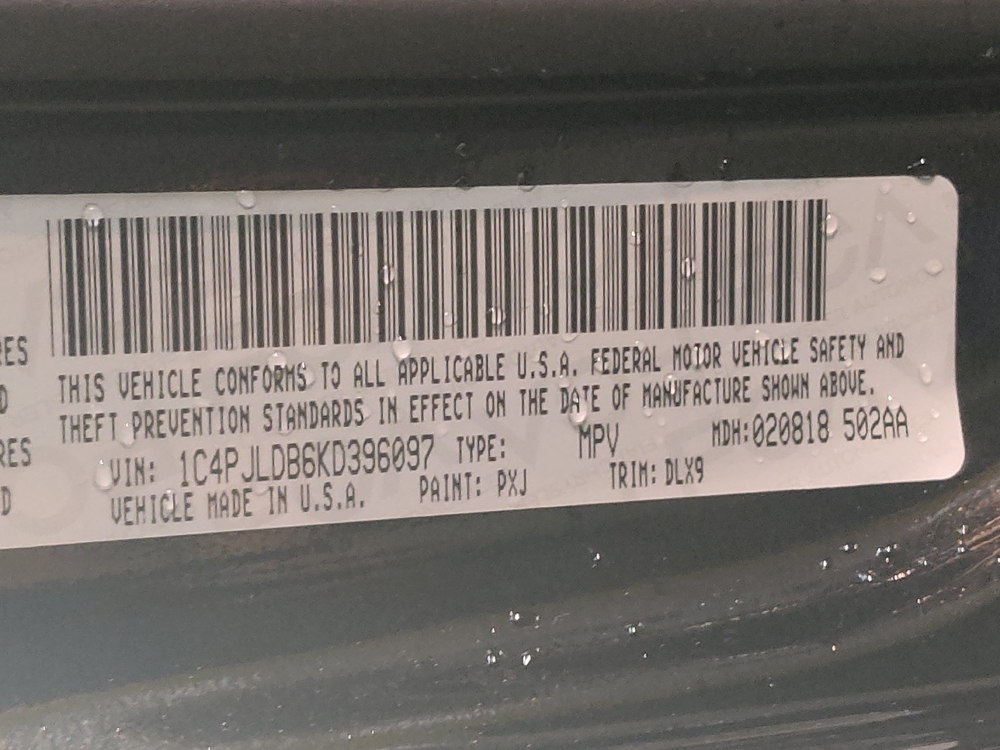 THIS VEHICLE CONFORMS TO ALL APPLICABLE U.S.A. FEDERAL MOTOR VEHICLE SAFETY AND
THEFT PREVENTION STANDARDS IN EFFECT ON THE DATE OF MANUFACTURE SHOWN ABOVE.
VIN: 1C4PJLDB6KD396097 TYPE: MPV MDH:020818 502AA
VEHICLE MADE IN U.S.A. PAINT: PXJ TRIM: DLX9